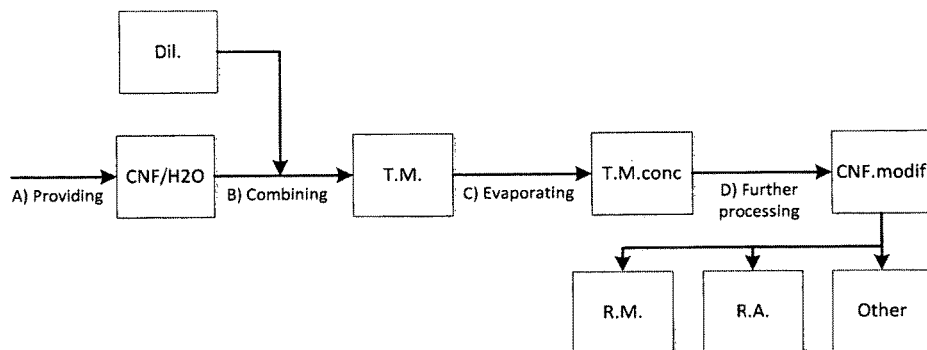 Dil.
CNF/H2O
T.M.
T.M.conc
CNF.modif
A) Providing
B) Combining
C) Evaporating
D) Further
processing
R.M.
R.A.
Other